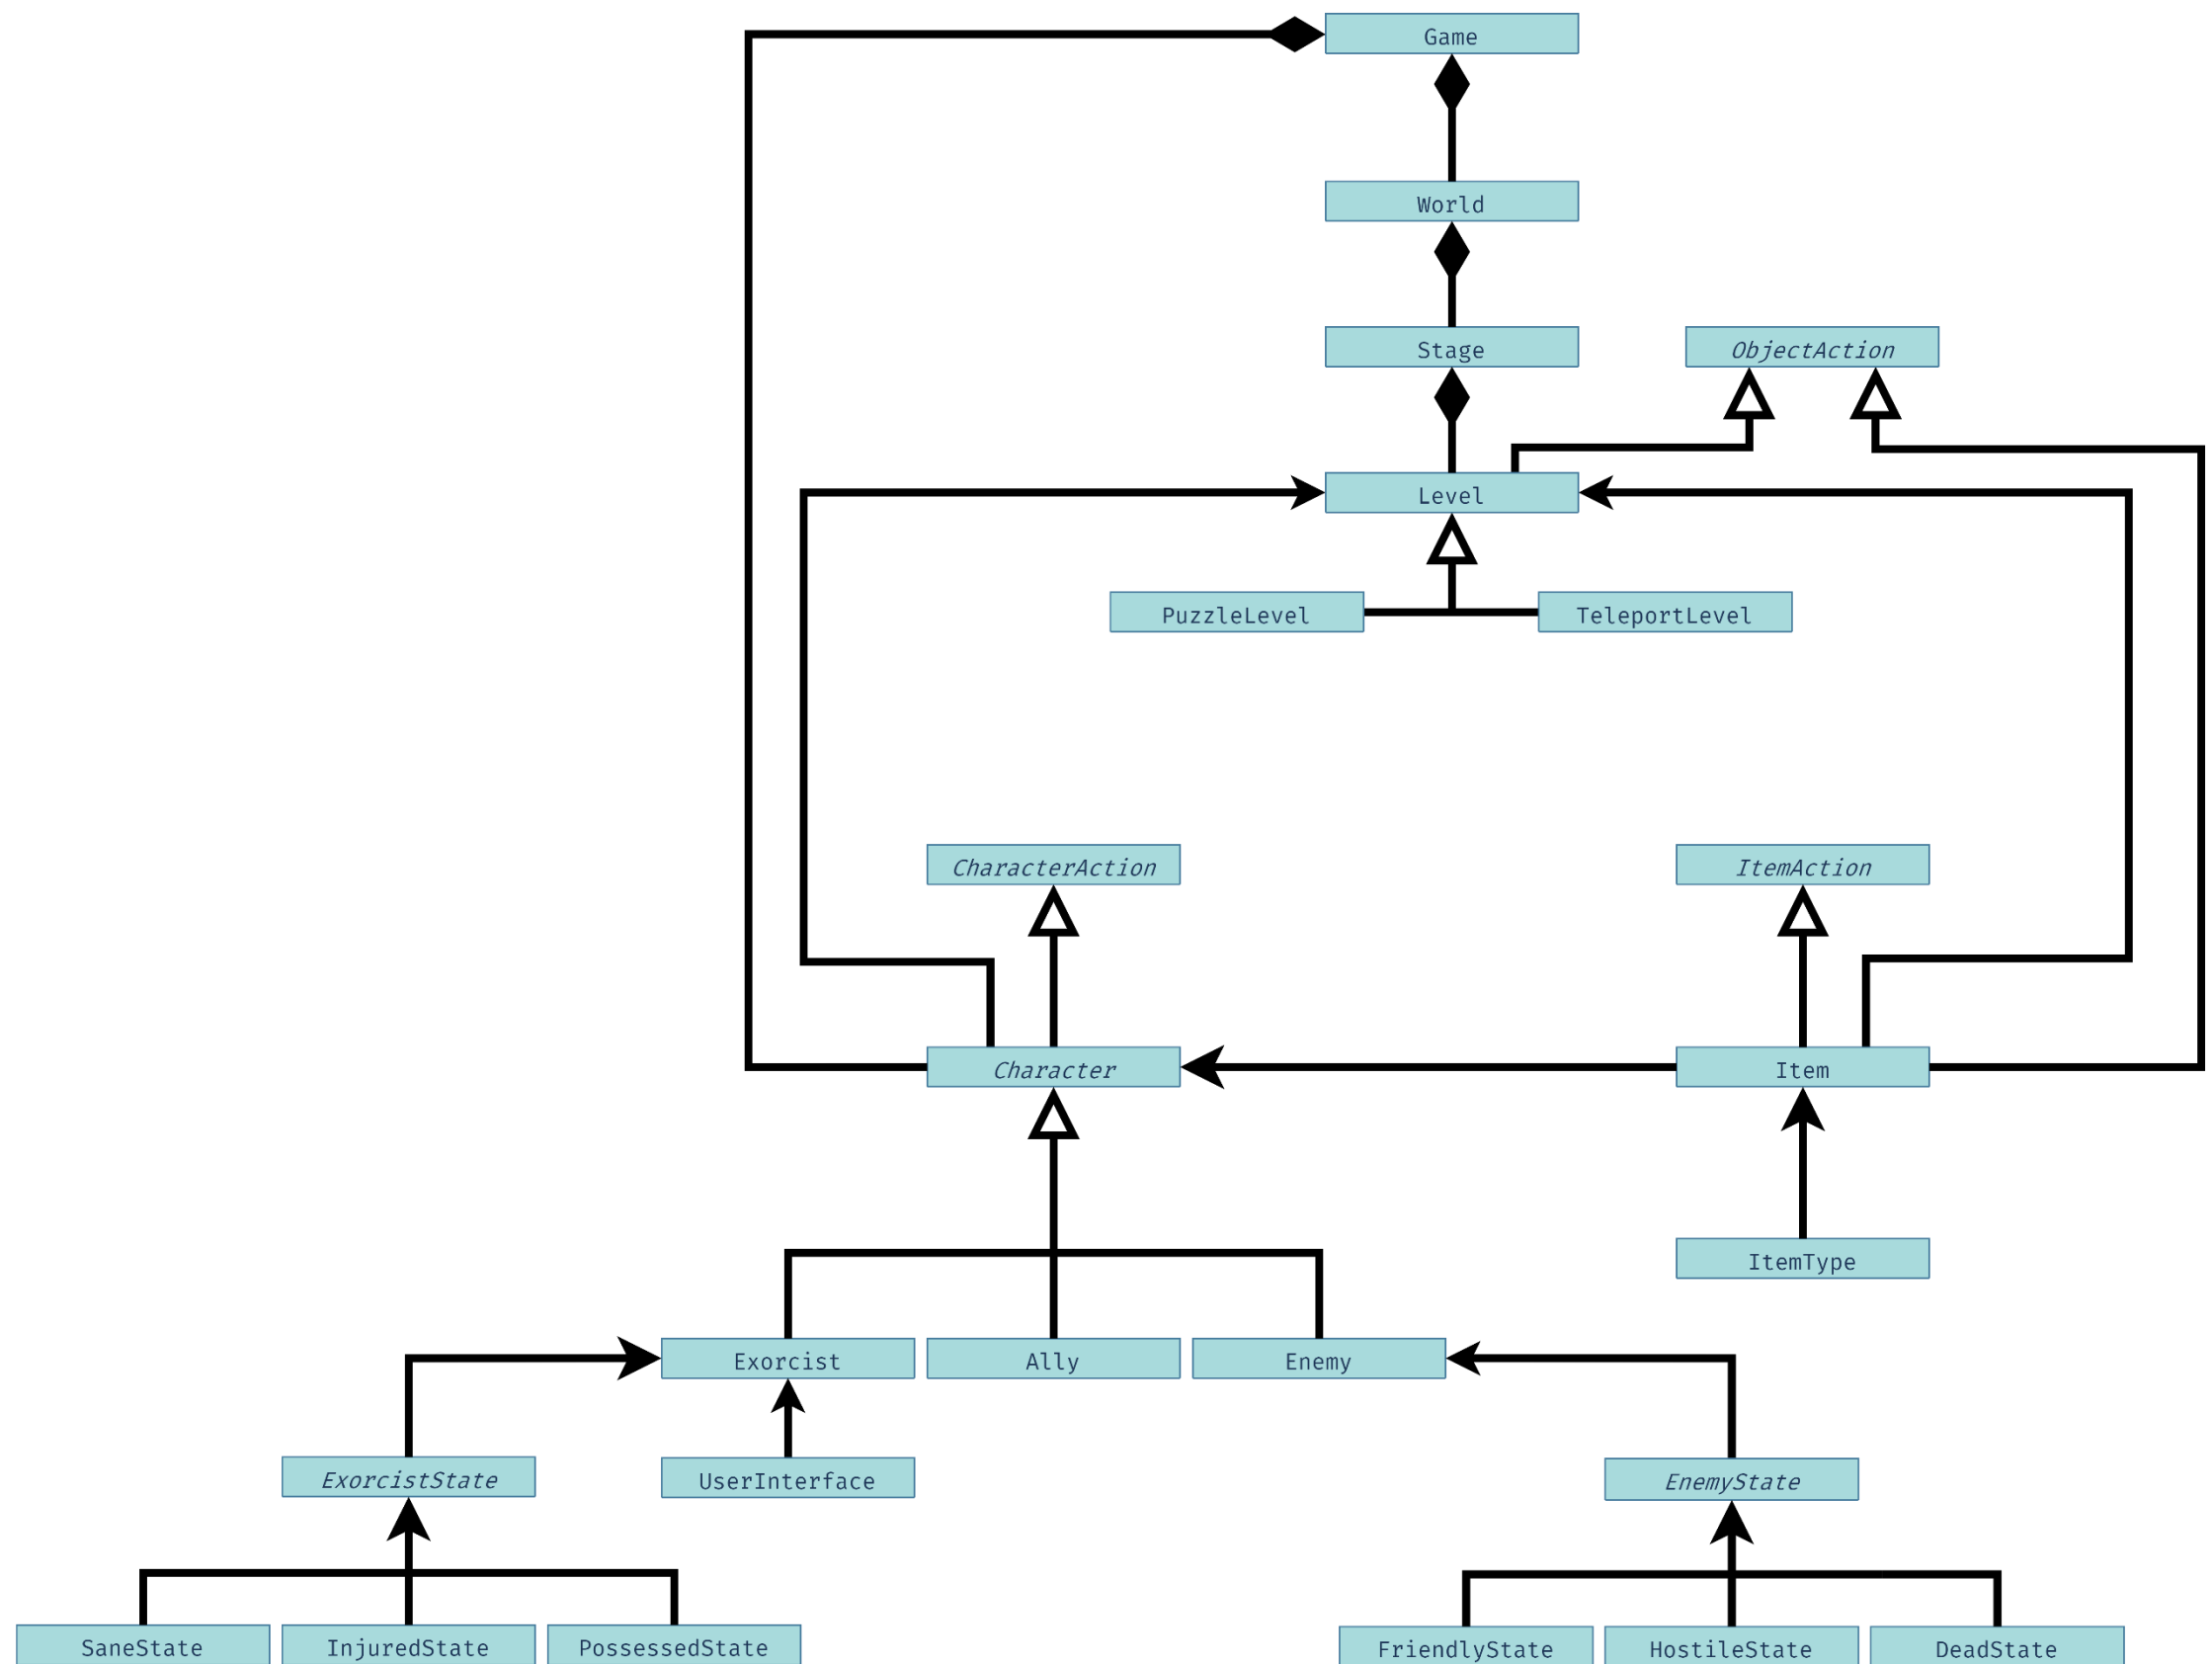 Game
World
Stage
ObjectAction
Level
PuzzleLevel
TeleportLevel
CharacterAction
ItemAction
Character
Item
ItemType
Exorcist
Ally
Enemy
ExorcistState
UserInterface
EnemyState
SaneState
InjuredState
PossessedState
FriendlyState
HostileState
DeadState